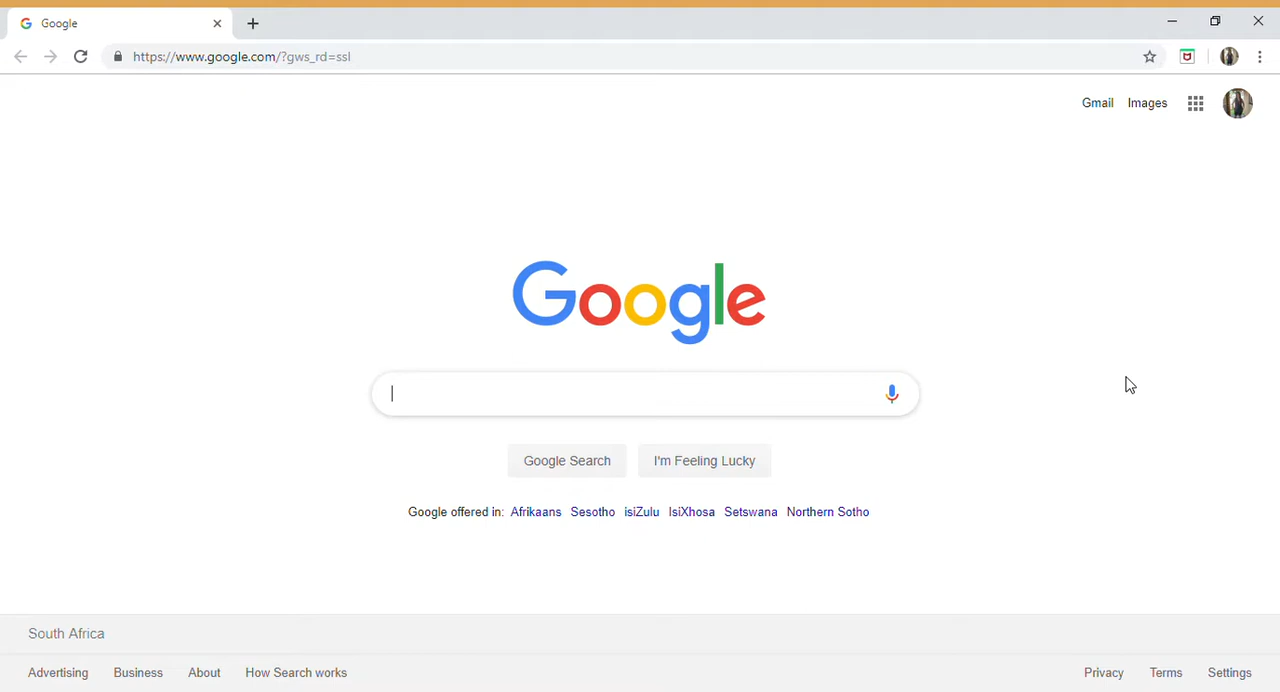 Google
https://www.google.com/?gws_rd=ssl
Gmail Images
Google
Google Search I'm Feeling Lucky
Google offered in: Afrikaans Sesotho isiZulu IsiXhosa Setswana Northern Sotho
South Africa
Advertising Business About How Search works Privacy Terms Settings